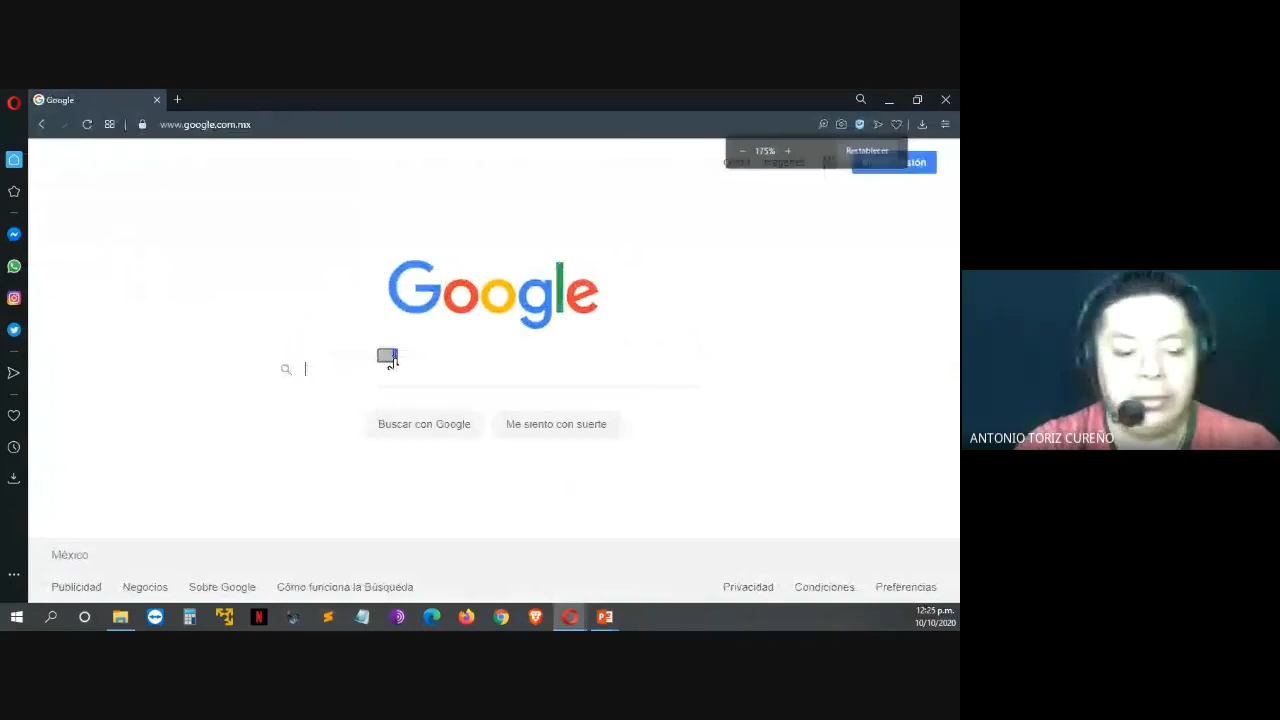 Google
www.google.com.mx
175%
Restablecer
sión
Google
Buscar con Google
Me siento con suerte
México
Publicidad
Negocios
Sobre Google
Cómo funciona la Búsqueda
Privacidad
Condiciones
Preferencias
12:25 p.m.
10/10/2020
ANTONIO TORIZ CUREÑO